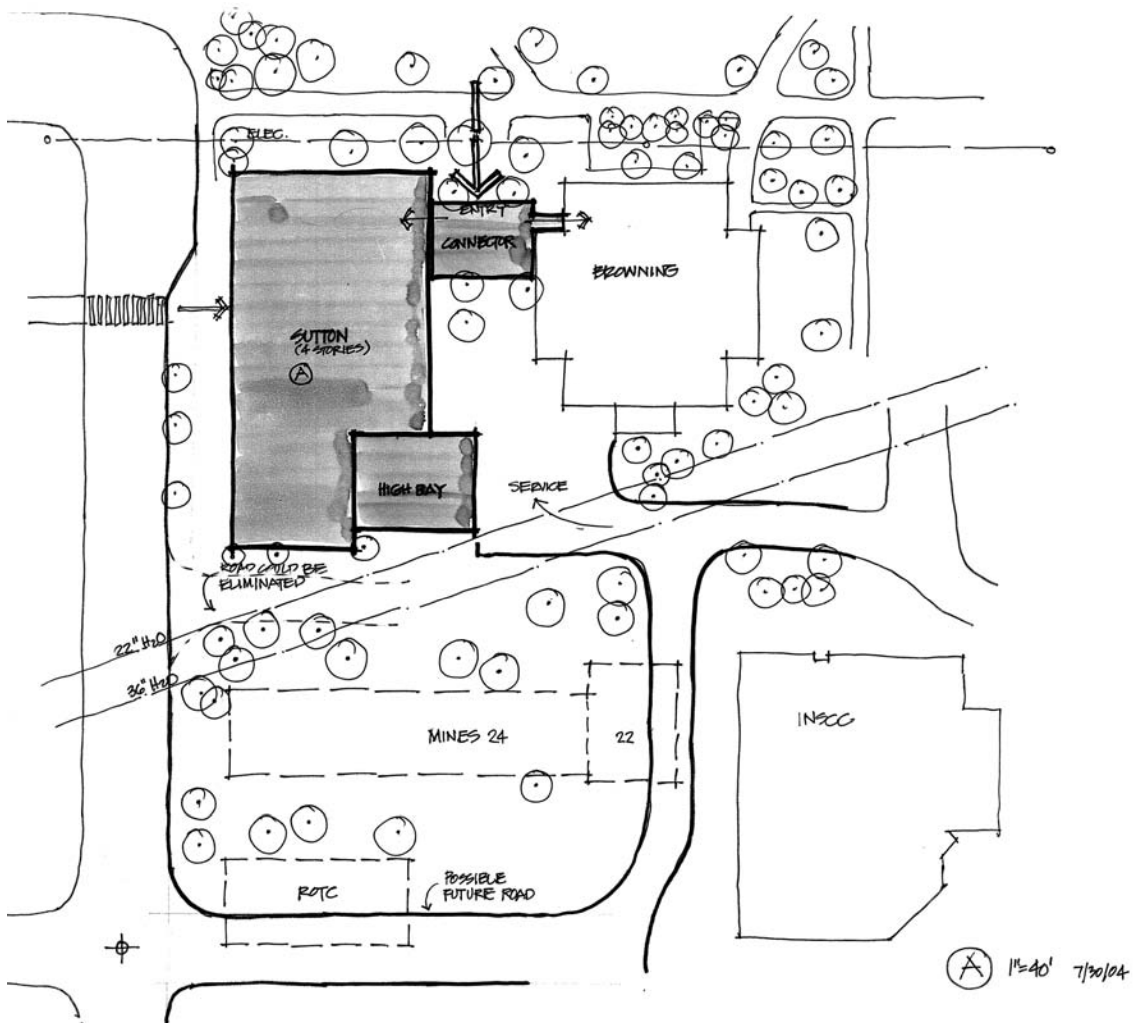 ELEC.
ENTRY
CONNECTOR
BROWNING
SUTTON
(4 STORIES)
A
HIGH BAY
SERVICE
ROAD COULD BE
ELIMINATED
22" H2O
36" H2O
MINES 24
22
INSCC
ROTC
POSSIBLE
FUTURE ROAD
A 1"=40' 7/30/04